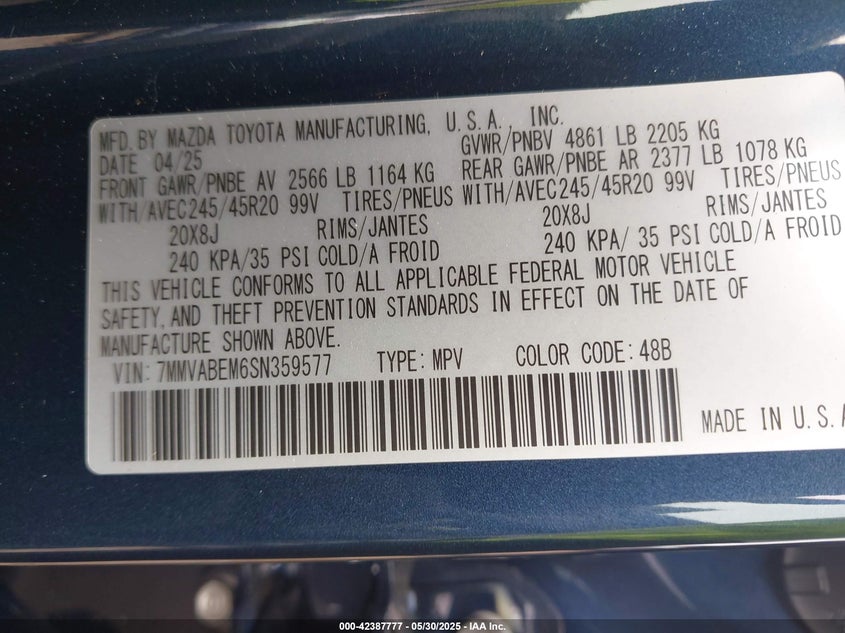 MFD. BY MAZDA TOYOTA MANUFACTURING, U.S.A. INC.
DATE 04/25 GVWR/PNBV 4861 LB 2205 KG
FRONT GAWR/PNBE AV 2566 LB 1164 KG REAR GAWR/PNBE AR 2377 LB 1078 KG
WITH/AVEC245/45R20 99V TIRES/PNEUS WITH/AVEC245/45R20 99V TIRES/PNEUS
20X8J RIMS/JANTES 20X8J RIMS/JANTES
240 KPA/35 PSI COLD/A FROID 240 KPA/ 35 PSI COLD/A FROID
THIS VEHICLE CONFORMS TO ALL APPLICABLE FEDERAL MOTOR VEHICLE
SAFETY, AND THEFT PREVENTION STANDARDS IN EFFECT ON THE DATE OF
MANUFACTURE SHOWN ABOVE.
VIN: 7MMVABEM6SN359577 TYPE: MPV COLOR CODE: 48B
MADE IN U.S.A
000-42387777 - 05/30/2025 - IAA Inc.